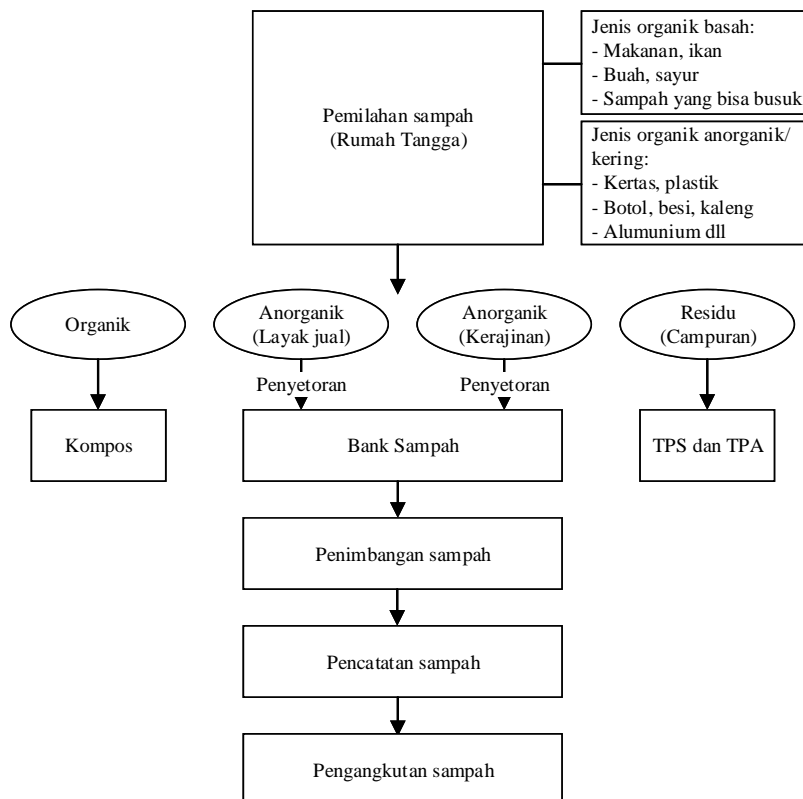 Pemilahan sampah
(Rumah Tangga)
Jenis organik basah:
- Makanan, ikan
- Buah, sayur
- Sampah yang bisa busuk
Jenis organik anorganik/
kering:
- Kertas, plastik
- Botol, besi, kaleng
- Alumunium dll
Organik
Anorganik
(Layak jual)
Anorganik
(Kerajinan)
Residu
(Campuran)
Penyetoran
Penyetoran
Kompos
Bank Sampah
TPS dan TPA
Penimbangan sampah
Pencatatan sampah
Pengangkutan sampah